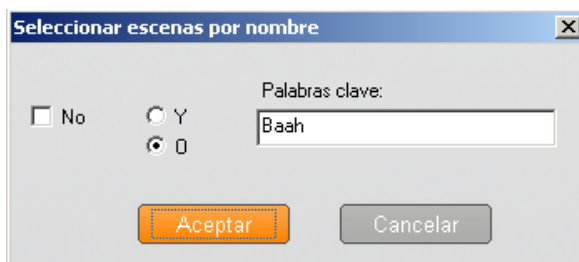 Seleccionar escenas por nombre
Palabras clave:
No
Y
O
Baah
Aceptar
Cancelar